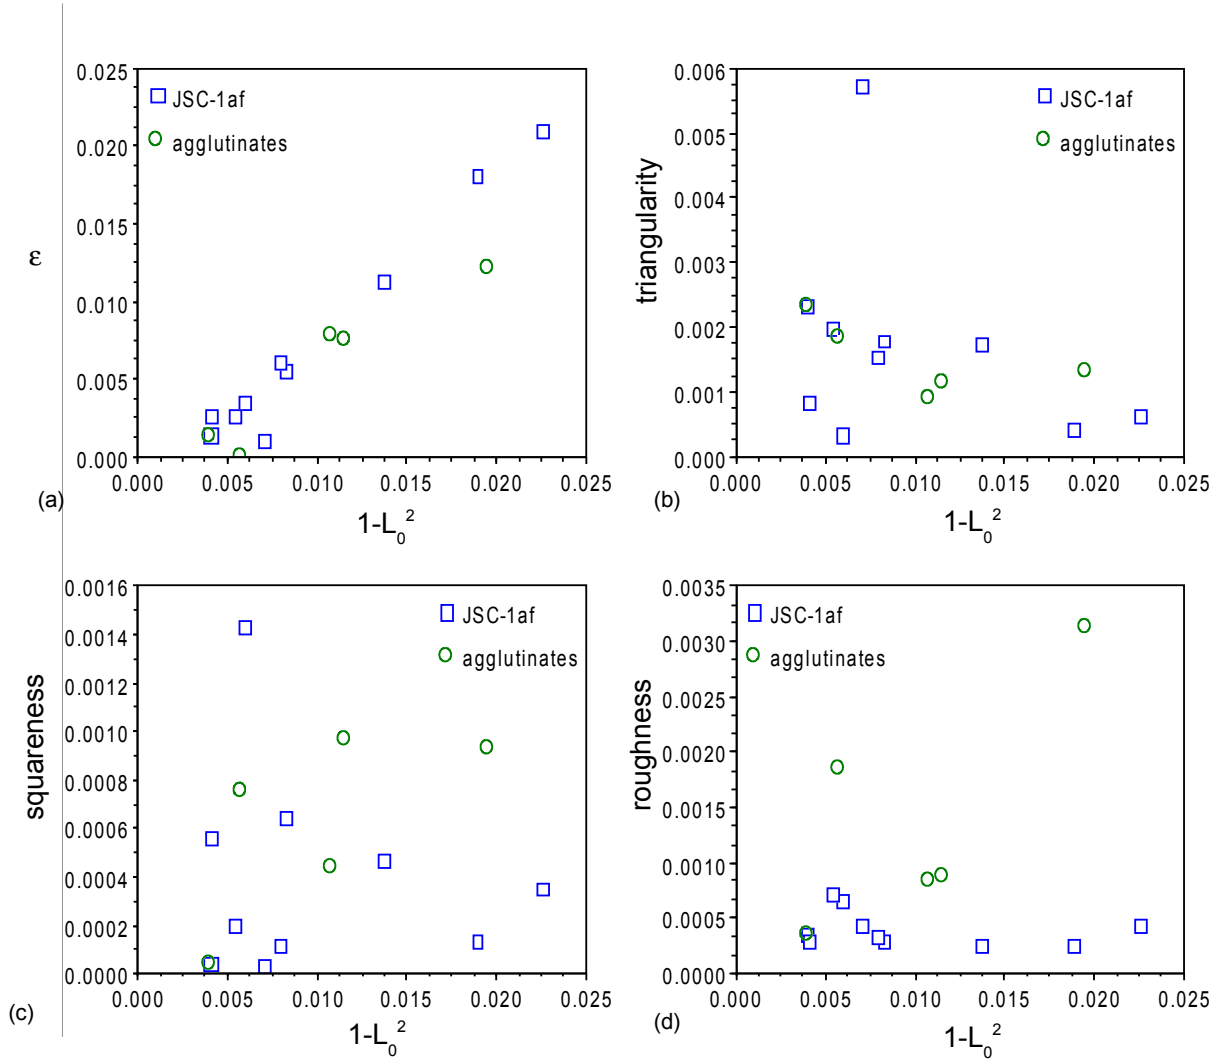 0.025
0.020
0.015
0.010
0.005
0.000
ε
JSC-1af
agglutinates
0.000 0.005 0.010 0.015 0.020 0.025
(a)
1-L₀²
0.006
0.005
0.004
0.003
0.002
0.001
0.000
triangularity
JSC-1af
agglutinates
0.000 0.005 0.010 0.015 0.020 0.025
(b)
1-L₀²
0.0016
0.0014
0.0012
0.0010
0.0008
0.0006
0.0004
0.0002
0.0000
squareness
JSC-1af
agglutinates
0.000 0.005 0.010 0.015 0.020 0.025
(c)
1-L₀²
0.0035
0.0030
0.0025
0.0020
0.0015
0.0010
0.0005
0.0000
roughness
JSC-1af
agglutinates
0.000 0.005 0.010 0.015 0.020 0.025
(d)
1-L₀²